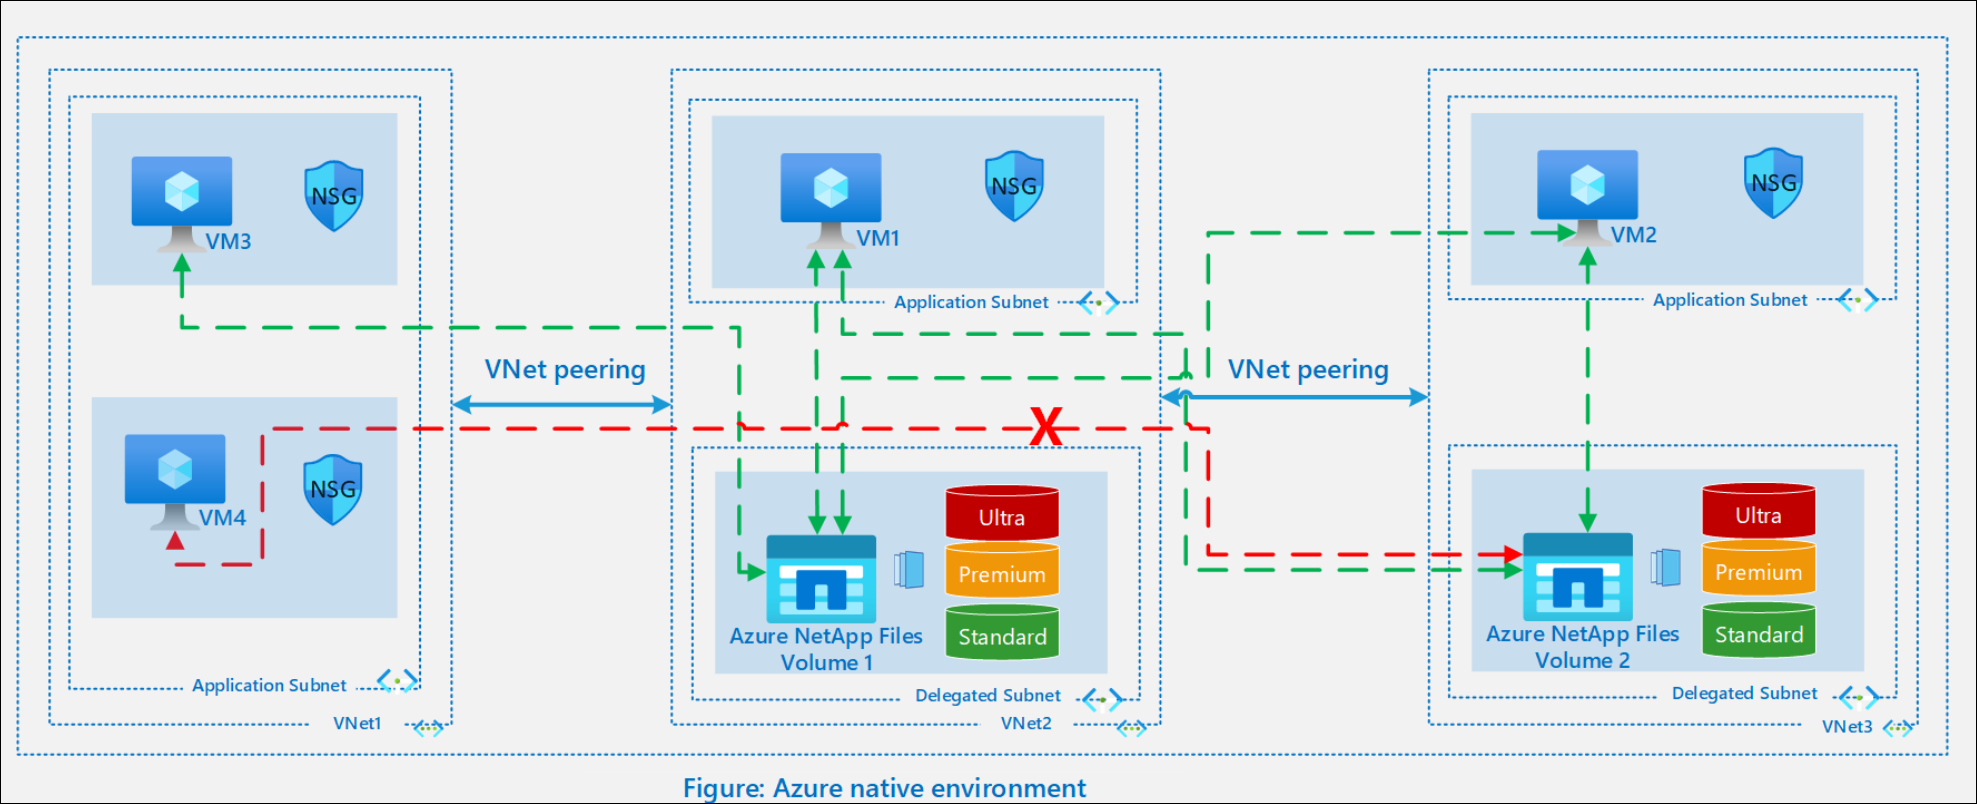 NSG
VM3
NSG
VM1
NSG
VM2
Application Subnet
Application Subnet
VNet peering
VNet peering
X
NSG
VM4
Ultra
Premium
Standard
Azure NetApp Files
Volume 1
Ultra
Premium
Standard
Azure NetApp Files
Volume 2
Application Subnet
Delegated Subnet
Delegated Subnet
VNet1
VNet2
VNet3
Figure: Azure native environment